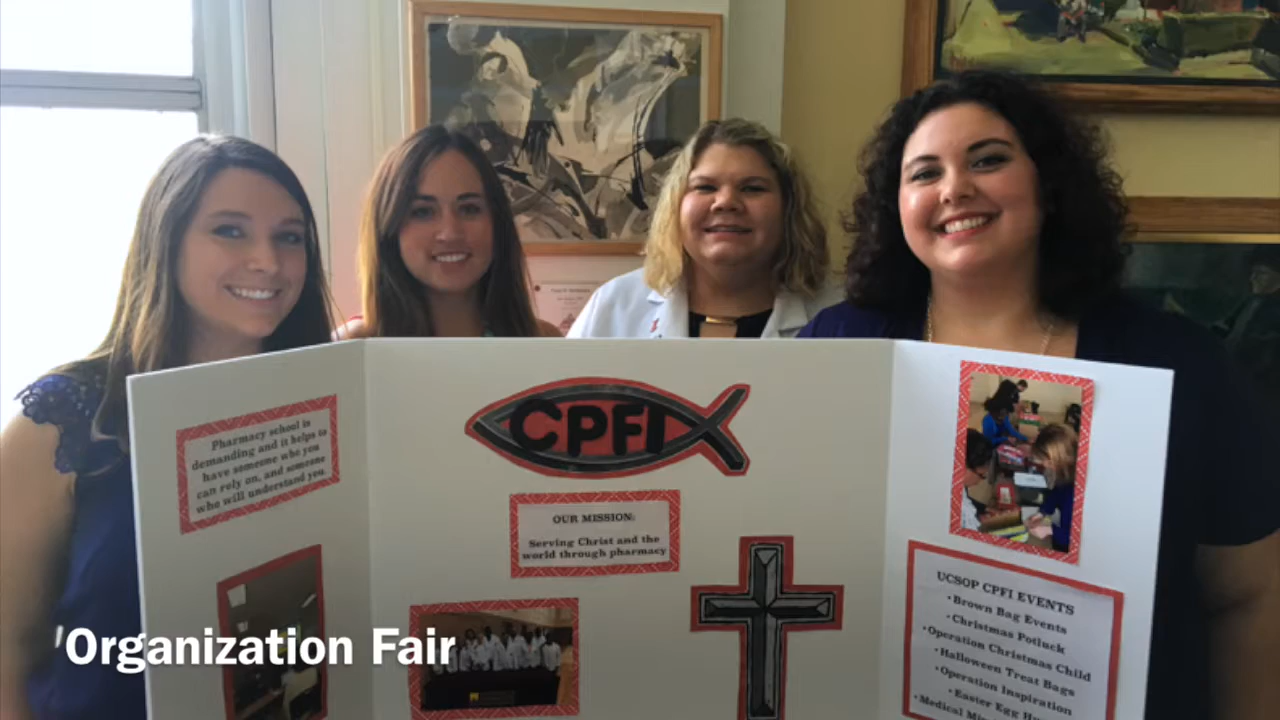 CPFI
Pharmacy school is
demanding and it helps to
have someone who you
can rely on, and someone
who will understand you.
OUR MISSION:
Serving Christ and the
world through pharmacy
UCSOP CPFI EVENTS
•Brown Bag Events
•Christmas Potluck
•Operation Christmas Child
•Halloween Treat Bags
•Operation Inspiration
•Easter Egg
•Medical
Organization Fair